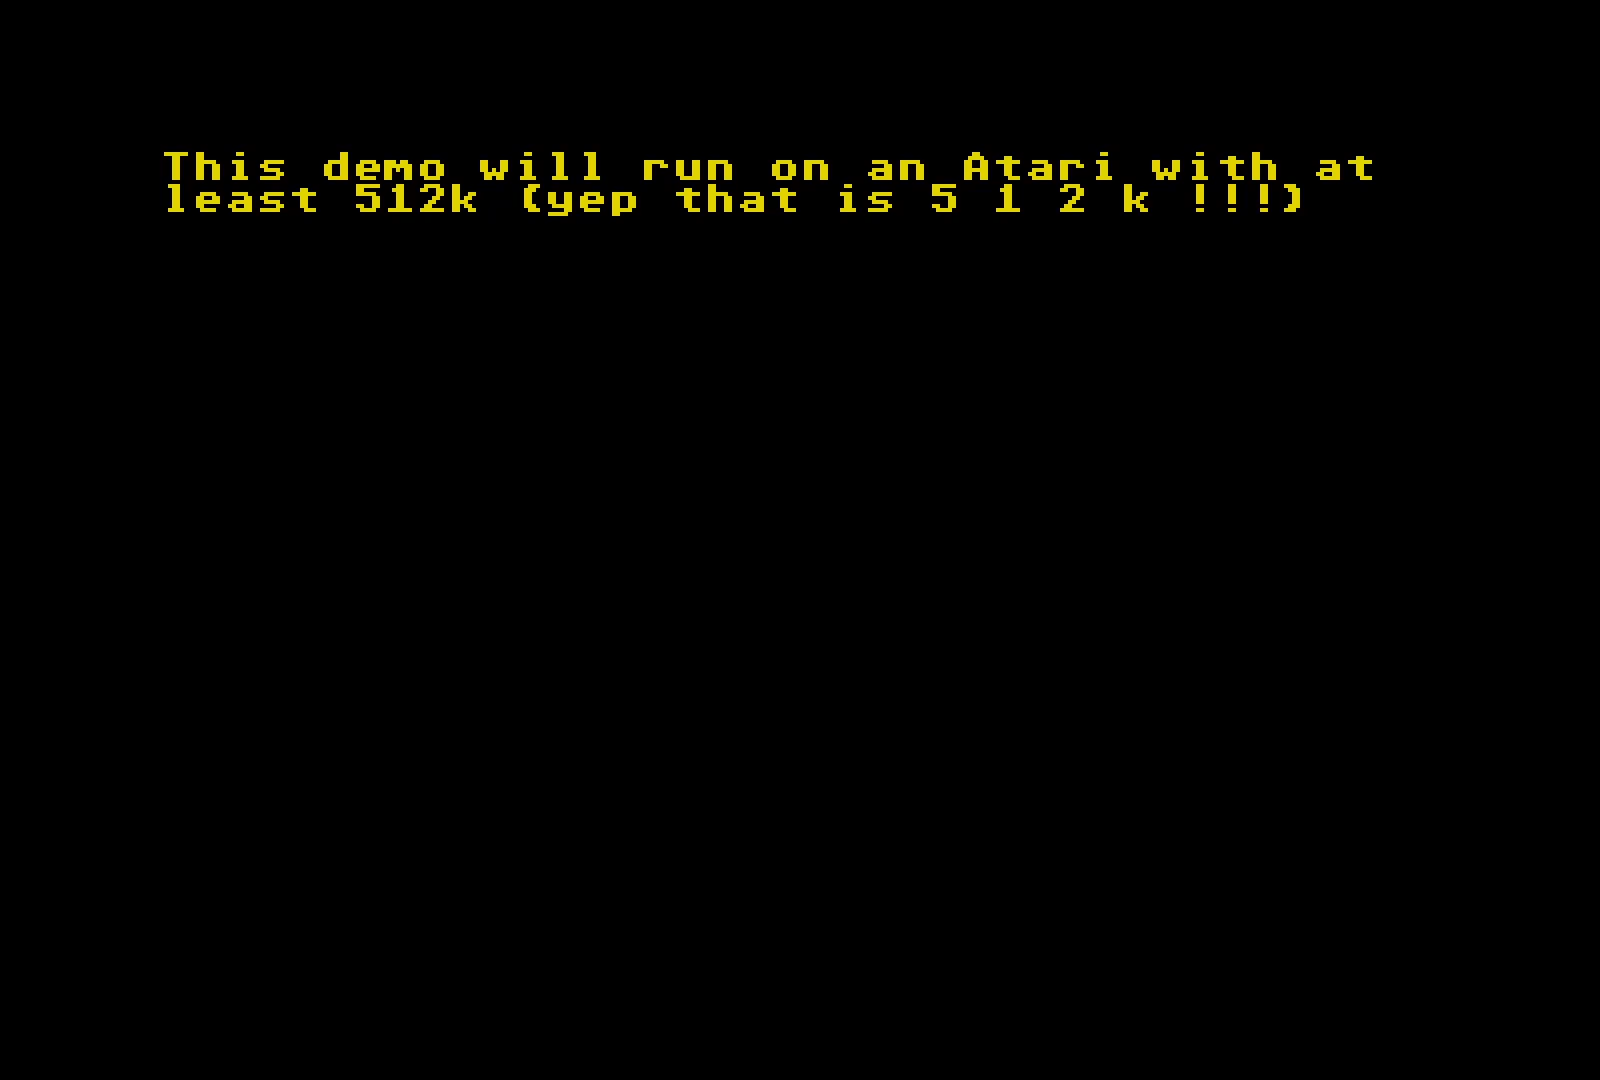 This demo will run on an Atari with at
least 512k (yep that is 5 1 2 k !!!)